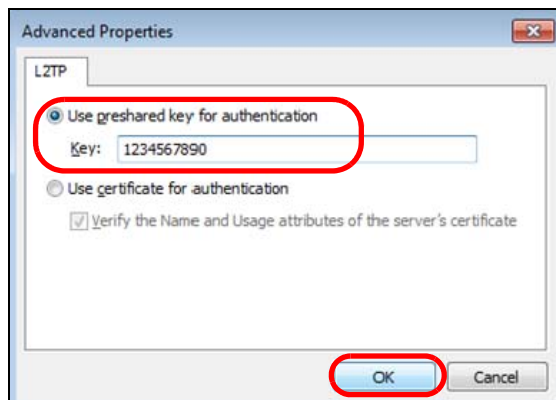 Advanced Properties
L2TP
Use preshared key for authentication
Key: 1234567890
Use certificate for authentication
Verify the Name and Usage attributes of the server's certificate
OK Cancel